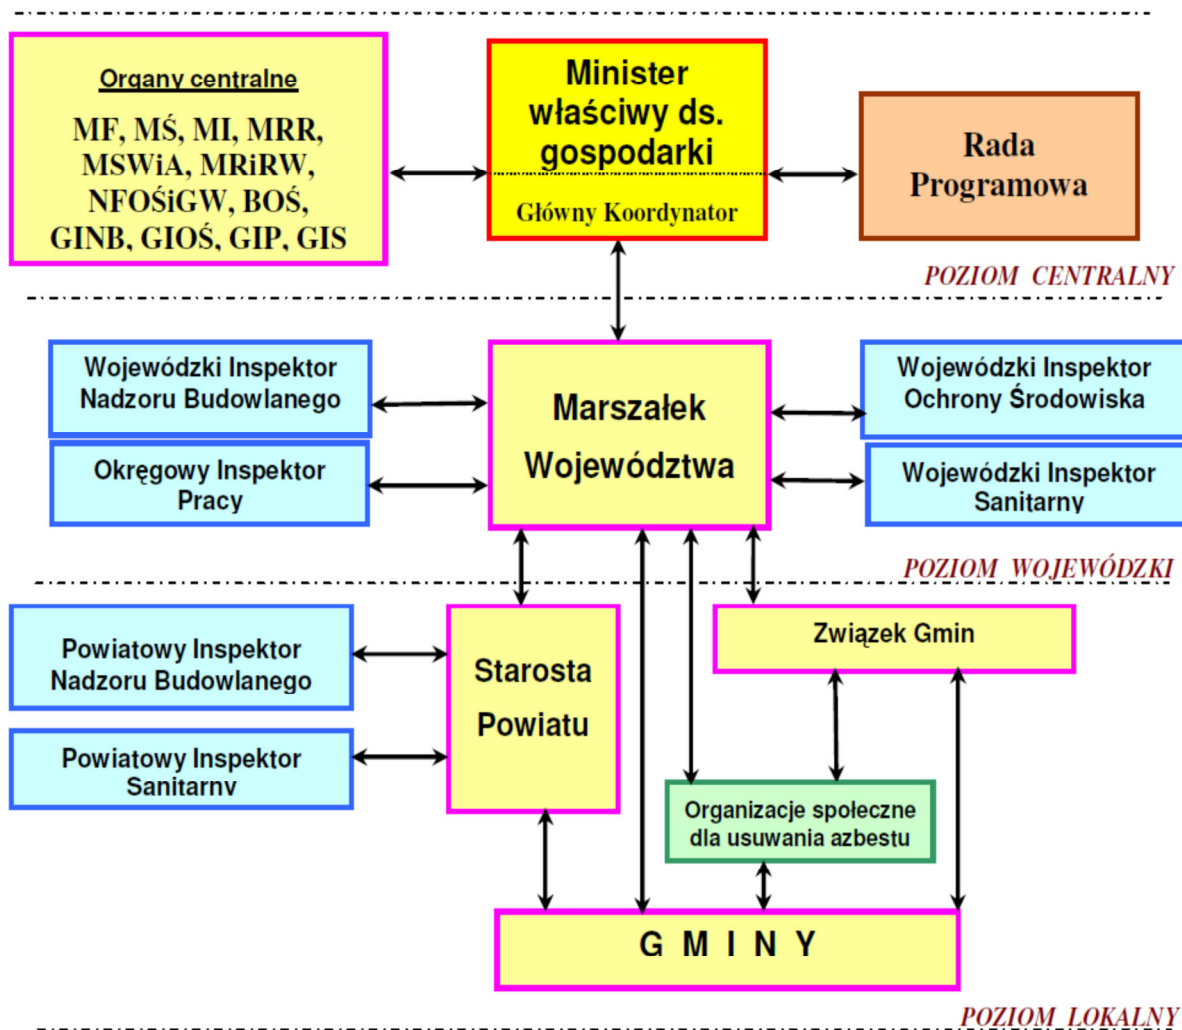 Organy centralne
MF, MŚ, MI, MRR,
MSWiA, MRiRW,
NFOŚiGW, BOŚ,
GINB, GIOŚ, GIP, GIS
Minister
właściwy ds.
gospodarki
Główny Koordynator
Rada
Programowa
POZIOM CENTRALNY
Wojewódzki Inspektor
Nadzoru Budowlanego
Okręgowy Inspektor
Pracy
Marszałek
Województwa
Wojewódzki Inspektor
Ochrony Środowiska
Wojewódzki Inspektor
Sanitarny
POZIOM WOJEWÓDZKI
Powiatowy Inspektor
Nadzoru Budowlanego
Powiatowy Inspektor
Sanitarny
Starosta
Powiatu
Związek Gmin
Organizacje społeczne
dla usuwania azbestu
G M I N Y
POZIOM LOKALNY